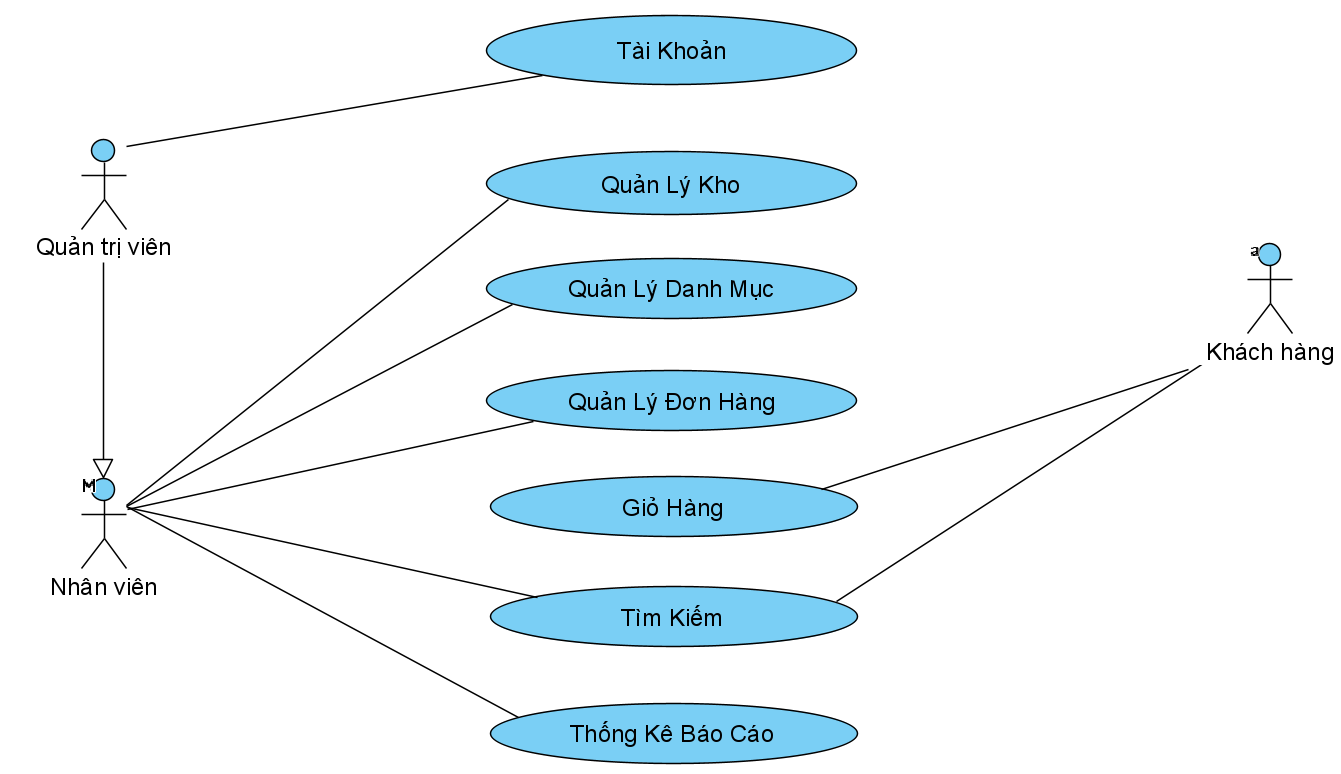 Tài Khoản
Quản trị viên
Quản Lý Kho
Quản Lý Danh Mục
Khách hàng
Quản Lý Đơn Hàng
Giỏ Hàng
Nhân viên
Tìm Kiếm
Thống Kê Báo Cáo